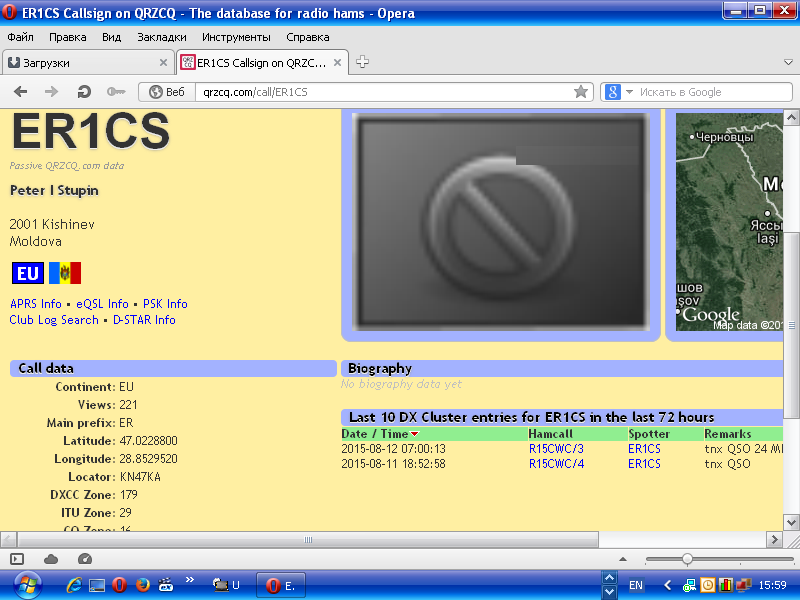 ER1CS Callsign on QRZCQ - The database for radio hams - Opera
Файл Правка Вид Закладки Инструменты Справка
Загрузки
QRZ CQ ER1CS Callsign on QRZC...
Веб qrzcq.com/call/ER1CS
8 Искать в Google
ER1CS
Passive QRZCQ.com data
Peter I Stupin
2001 Kishinev
Moldova
EU
APRS Info • eQSL Info • PSK Info
Club Log Search • D-STAR Info
Черновцы
М
Яссы
Iași
шов
șov
Google
Map data ©201
Call data
Continent: EU
Views: 221
Main prefix: ER
Latitude: 47.0228800
Longitude: 28.8529520
Locator: KN47KA
DXCC Zone: 179
ITU Zone: 29
CQ Zone: 16
Biography
No biography data yet
Last 10 DX Cluster entries for ER1CS in the last 72 hours
Date / Time Hamcall Spotter Remarks
2015-08-12 07:00:13 R15CWC/3 ER1CS tnx QSO 24 M
2015-08-11 18:52:58 R15CWC/4 ER1CS tnx QSO
» U E. EN 15:59